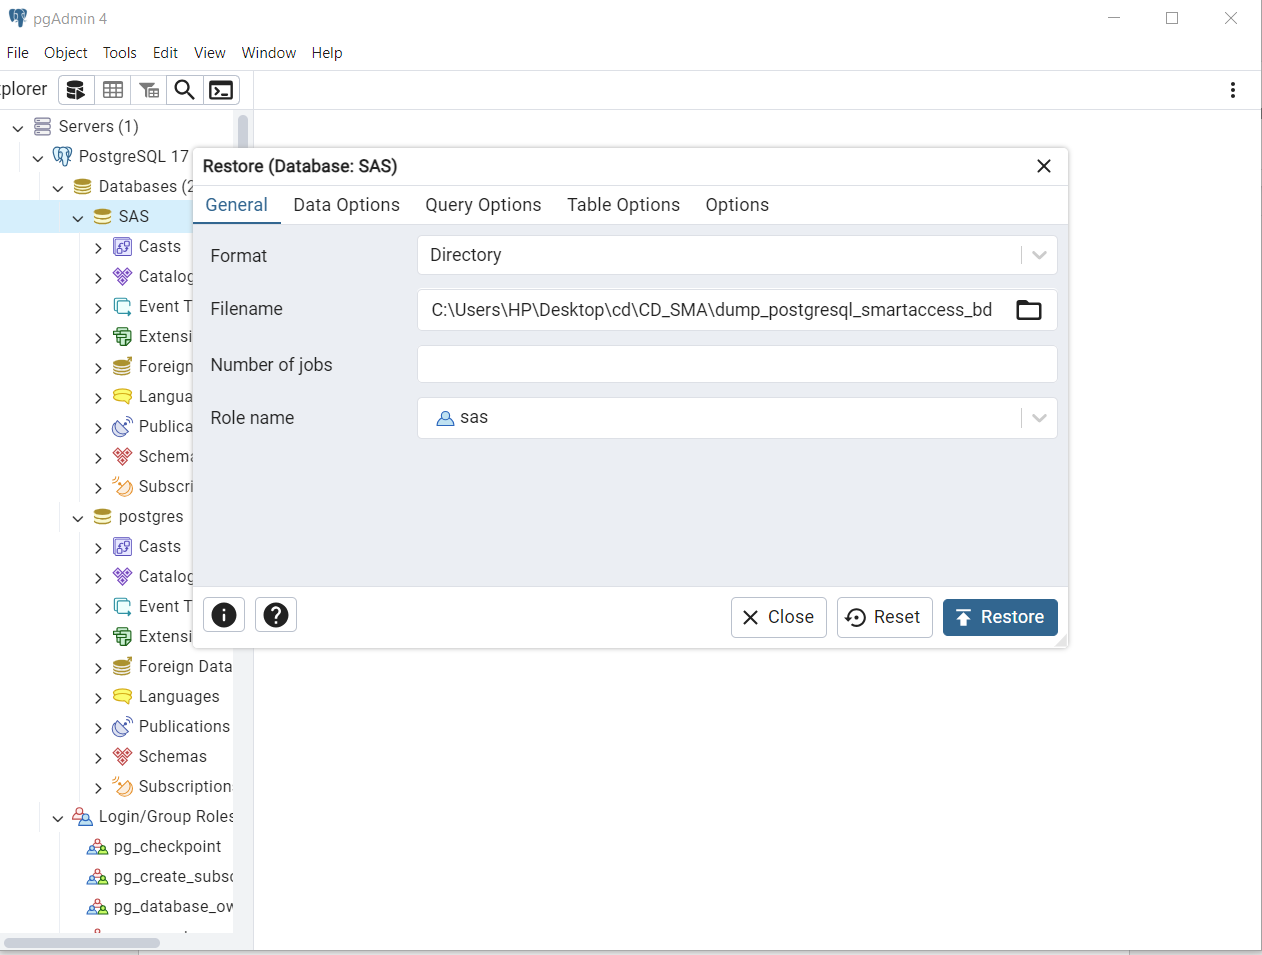 pgAdmin 4
File Object Tools Edit View Window Help
plorer
Servers (1)
PostgreSQL 17
Databases (2
SAS
Casts
Catalog
Event T
Extensi
Foreign
Langua
Publica
Schema
Subscri
postgres
Casts
Catalog
Event T
Extensi
Foreign Data
Languages
Publications
Schemas
Subscription
Login/Group Roles
pg_checkpoint
pg_create_subsc
pg_database_ow
Restore (Database: SAS)
General Data Options Query Options Table Options Options
Format Directory
Filename C:\Users\HP\Desktop\cd\CD_SMA\dump_postgresql_smartaccess_bd
Number of jobs
Role name sas
Close Reset Restore